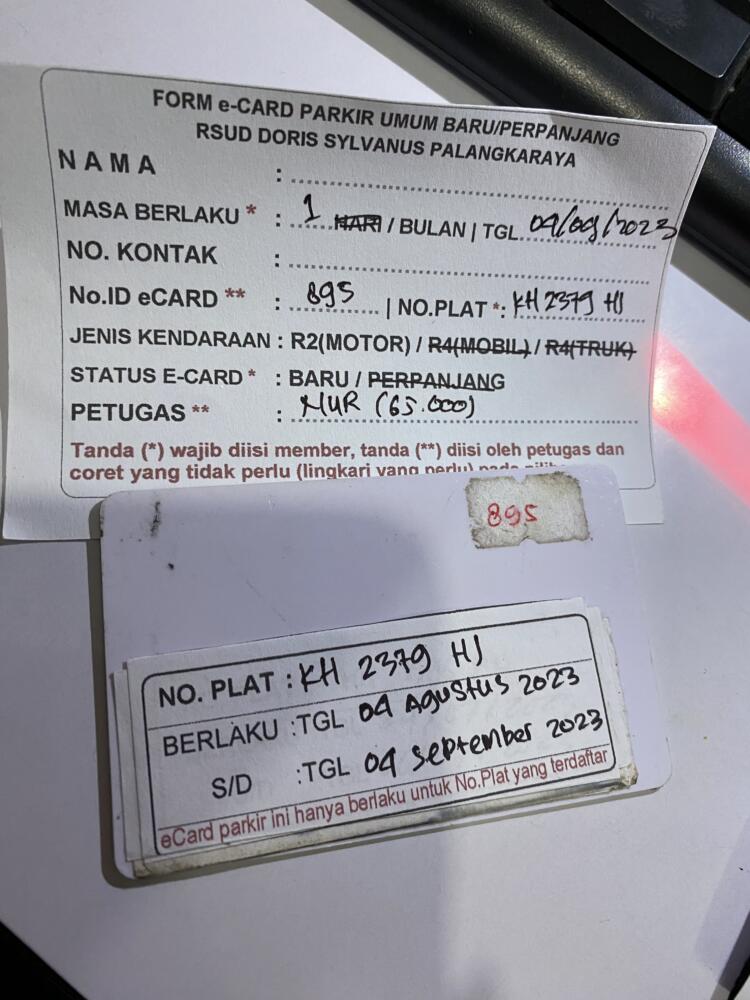 FORM e-CARD PARKIR UMUM BARU/PERPANJANG
RSUD DORIS SYLVANUS PALANGKARAYA
NAMA :
MASA BERLAKU * : 1 HARI / BULAN | TGL 04/09/2023
NO. KONTAK :
No.ID eCARD ** : 895 | NO.PLAT *: KH 2379 HJ
JENIS KENDARAAN : R2(MOTOR) / R4(MOBIL) / R4(TRUK)
STATUS E-CARD * : BARU / PERPANJANG
PETUGAS ** : NUR (65.000)
Tanda (*) wajib diisi member, tanda (**) diisi oleh petugas dan
coret yang tidak perlu (lingkari yang perlu) pada
895
NO. PLAT : KH 2379 HJ
BERLAKU :TGL 04 AGUSTUS 2023
S/D :TGL 04 SEPTEMBER 2023
eCard parkir ini hanya berlaku untuk No.Plat yang terdaftar